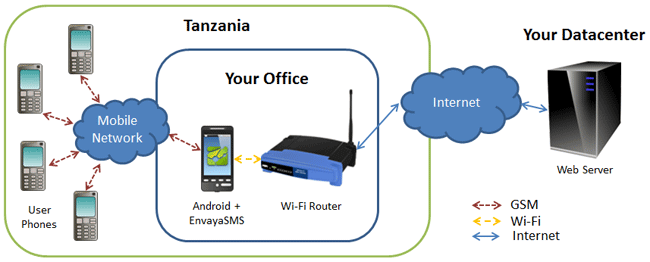 Tanzania
Your Datacenter
Your Office
Internet
Mobile
Network
User
Phones
Android +
EnvayaSMS
Wi-Fi Router
Web Server
GSM
Wi-Fi
Internet